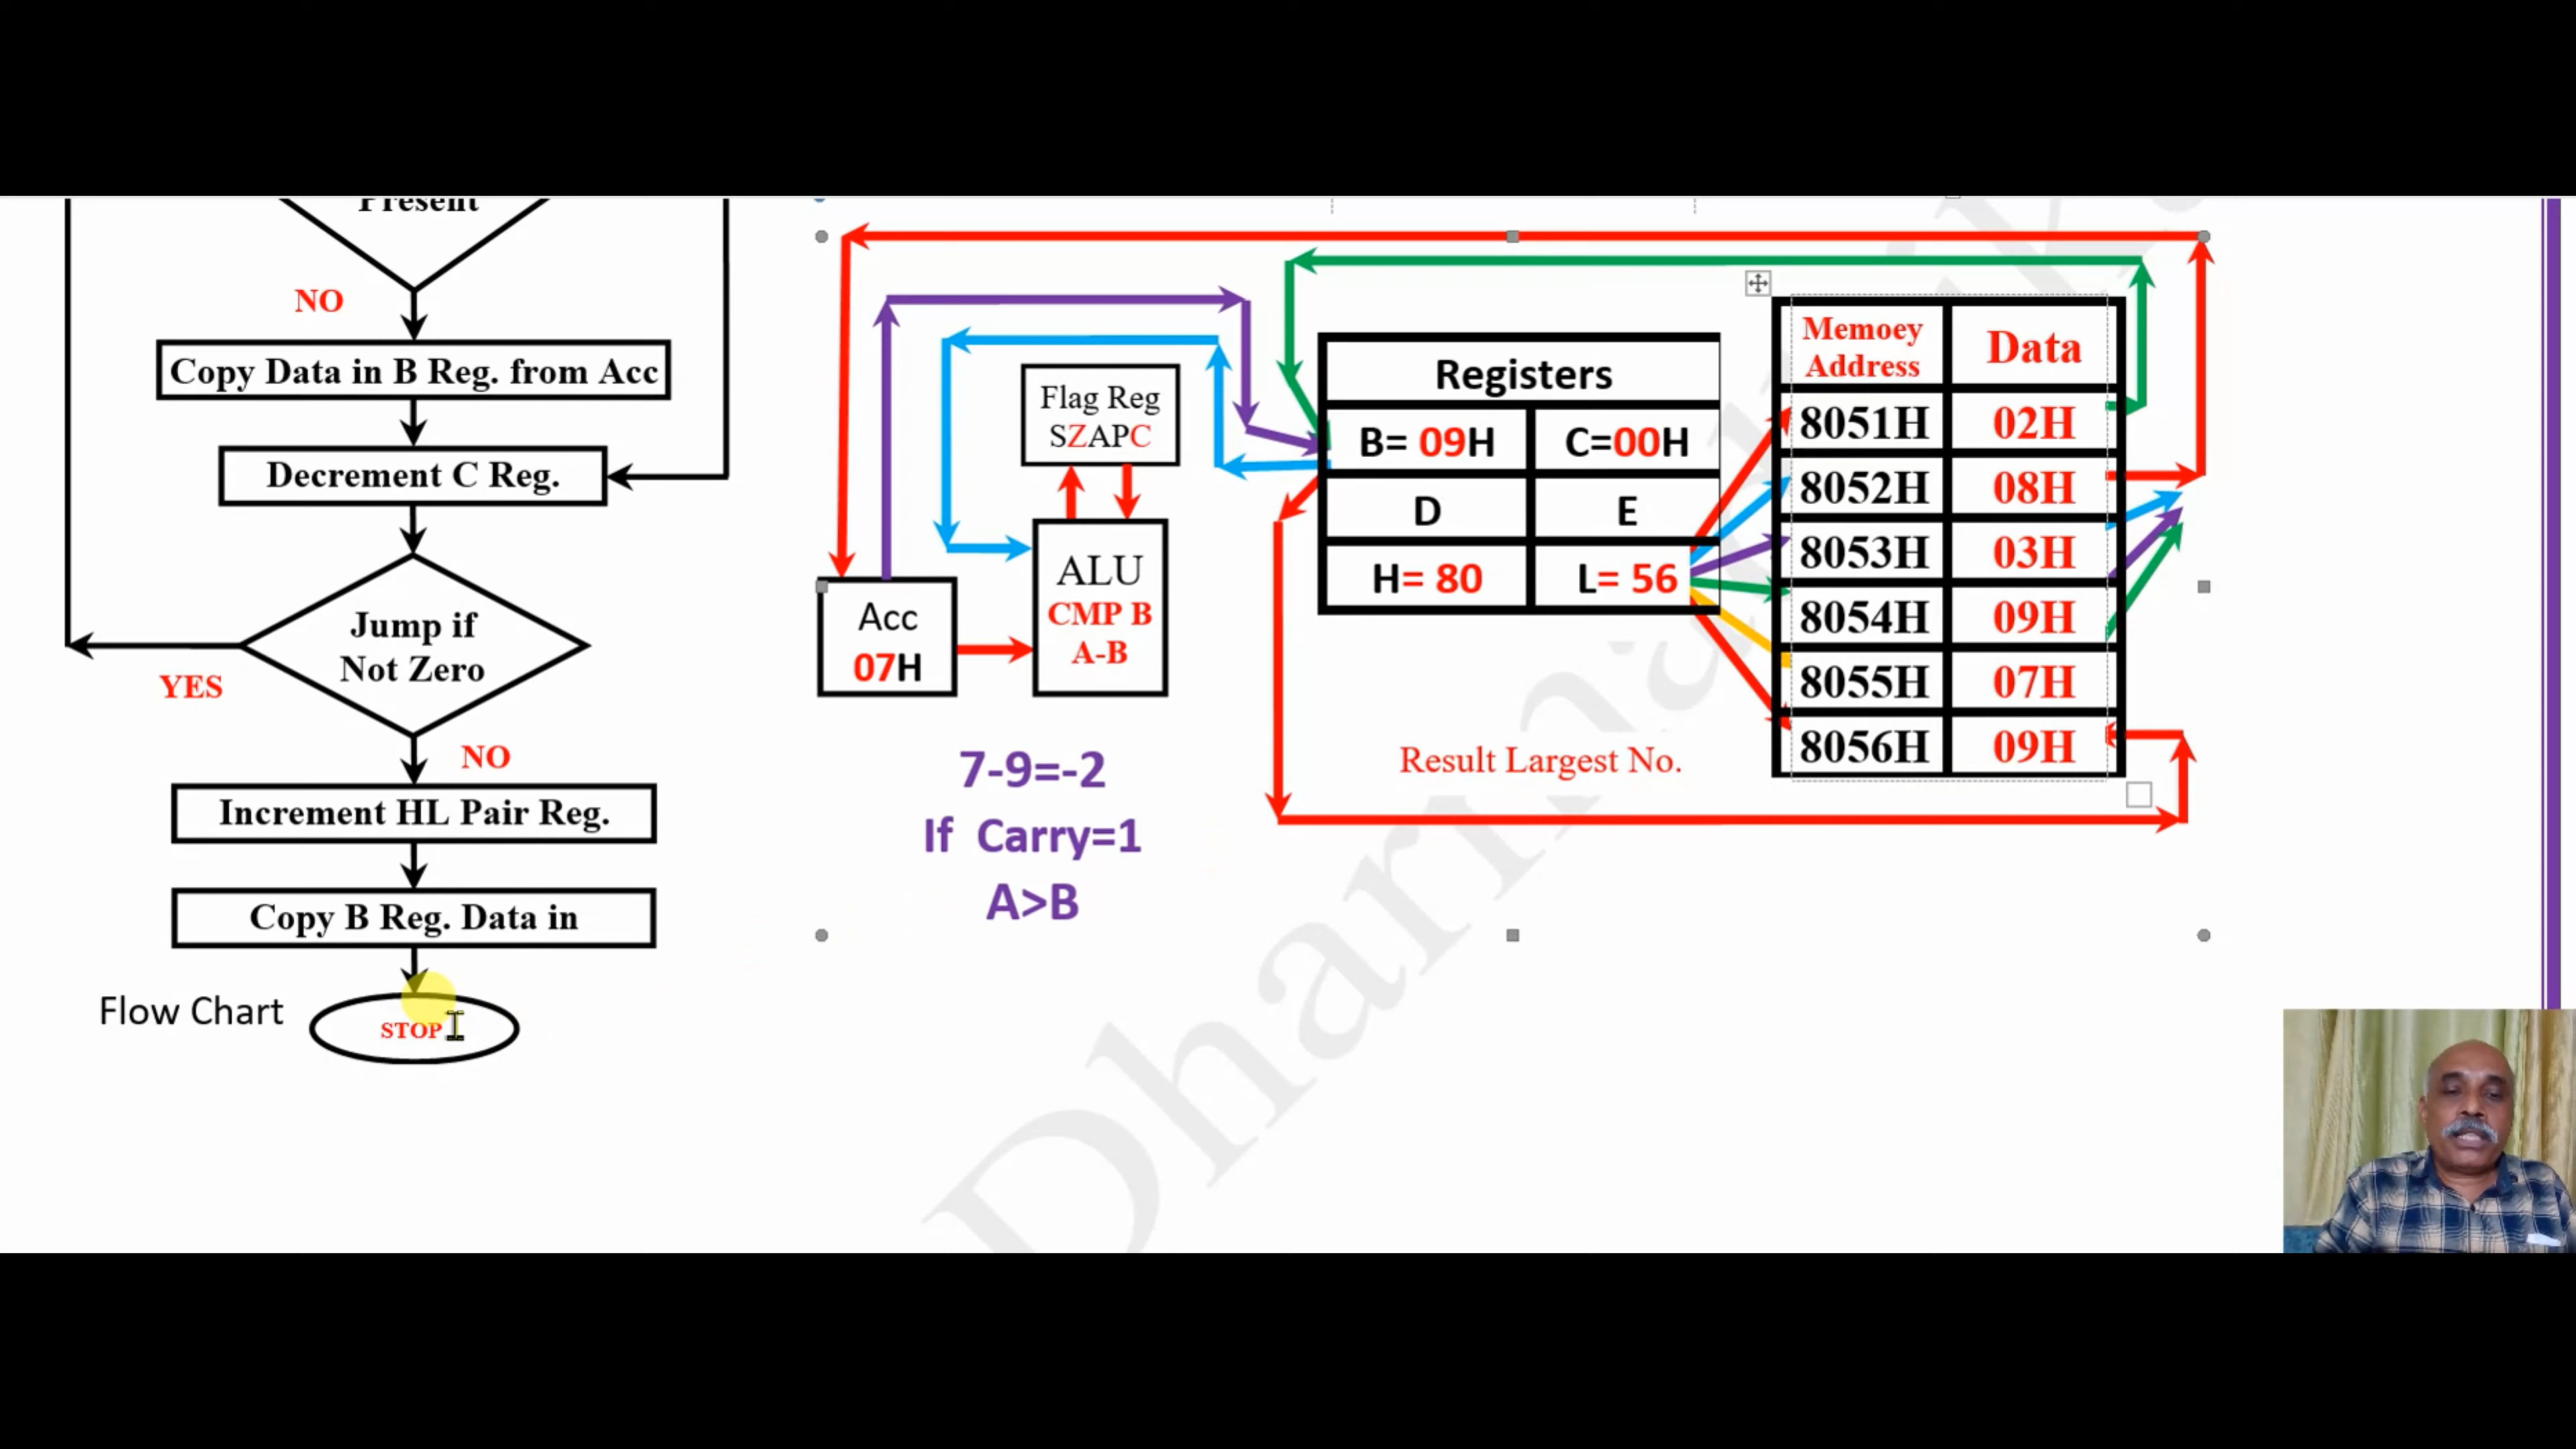 Present
NO
Copy Data in B Reg. from Acc
Decrement C Reg.
Jump if
Not Zero
YES
NO
Increment HL Pair Reg.
Copy B Reg. Data in
Flow Chart
STOP
Flag Reg
SZAPC
ALU
CMP B
A-B
Acc
07H
7-9=-2
If Carry=1
A>B
Registers
B= 09H C=00H
D E
H= 80 L= 56
Result Largest No.
Memoey
Address
Data
8051H 02H
8052H 08H
8053H 03H
8054H 09H
8055H 07H
8056H 09H